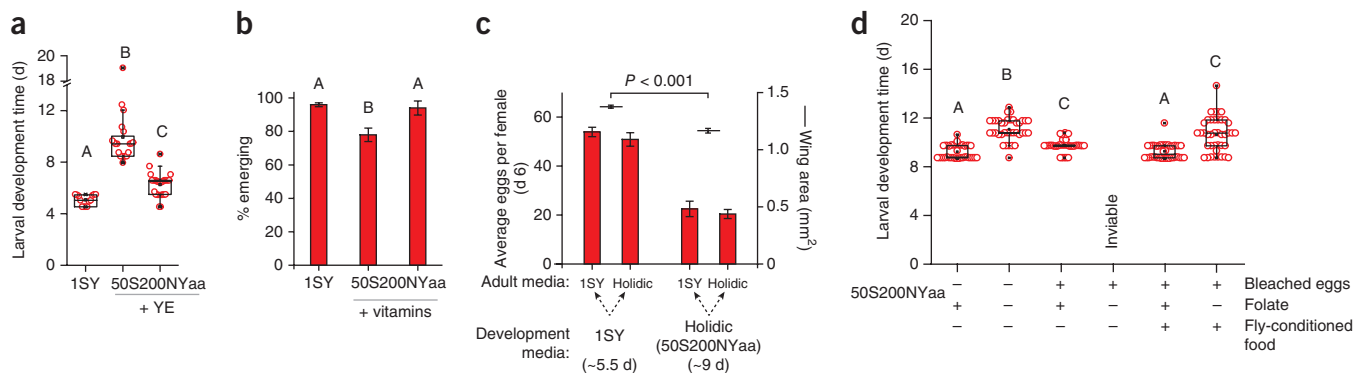 a
Larval development time (d)
20
16
12
8
4
0
A
B
C
1SY
50S200NYaa
+ YE
b
% emerging
100
80
60
40
20
0
A
B
A
1SY
50S200NYaa
+ vitamins
c
Average eggs per female
(d 6)
60
40
20
0
P < 0.001
1.5
1.0
0.5
0
— Wing area (mm2)
Adult media:
1SY
Holidic
1SY
Holidic
Development
media:
1SY
(~5.5 d)
Holidic
(50S200NYaa)
(~9 d)
d
Larval development time (d)
20
16
12
8
4
0
A
B
C
Inviable
A
C
50S200NYaa
– – + + + + Bleached eggs
+ – + – + – Folate
– – – – + + Fly-conditioned
food